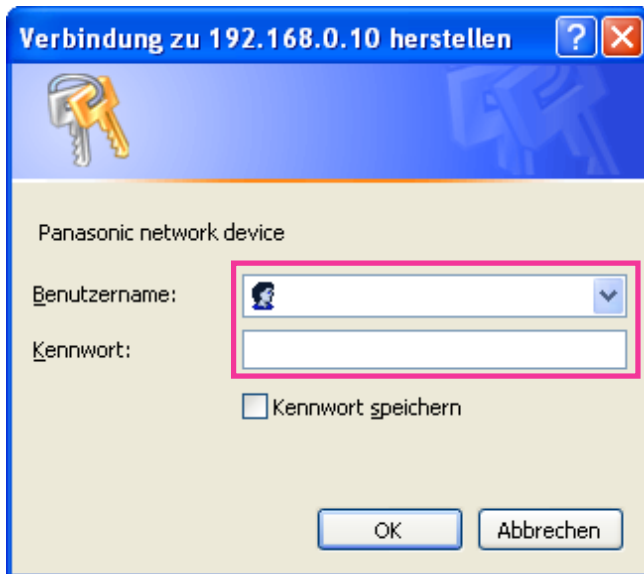 Verbindung zu 192.168.0.10 herstellen
Panasonic network device
Benutzername:
Kennwort:
Kennwort speichern
OK
Abbrechen